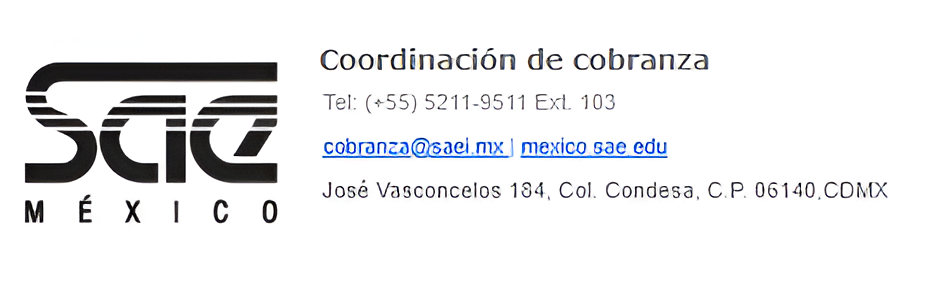 sae
MÉXICO
Coordinación de cobranza
Tel: (+55) 5211-9511 Ext. 103
cobranza@saei.mx | mexico.sae.edu
José Vasconcelos 184, Col. Condesa, C.P. 06140,CDMX